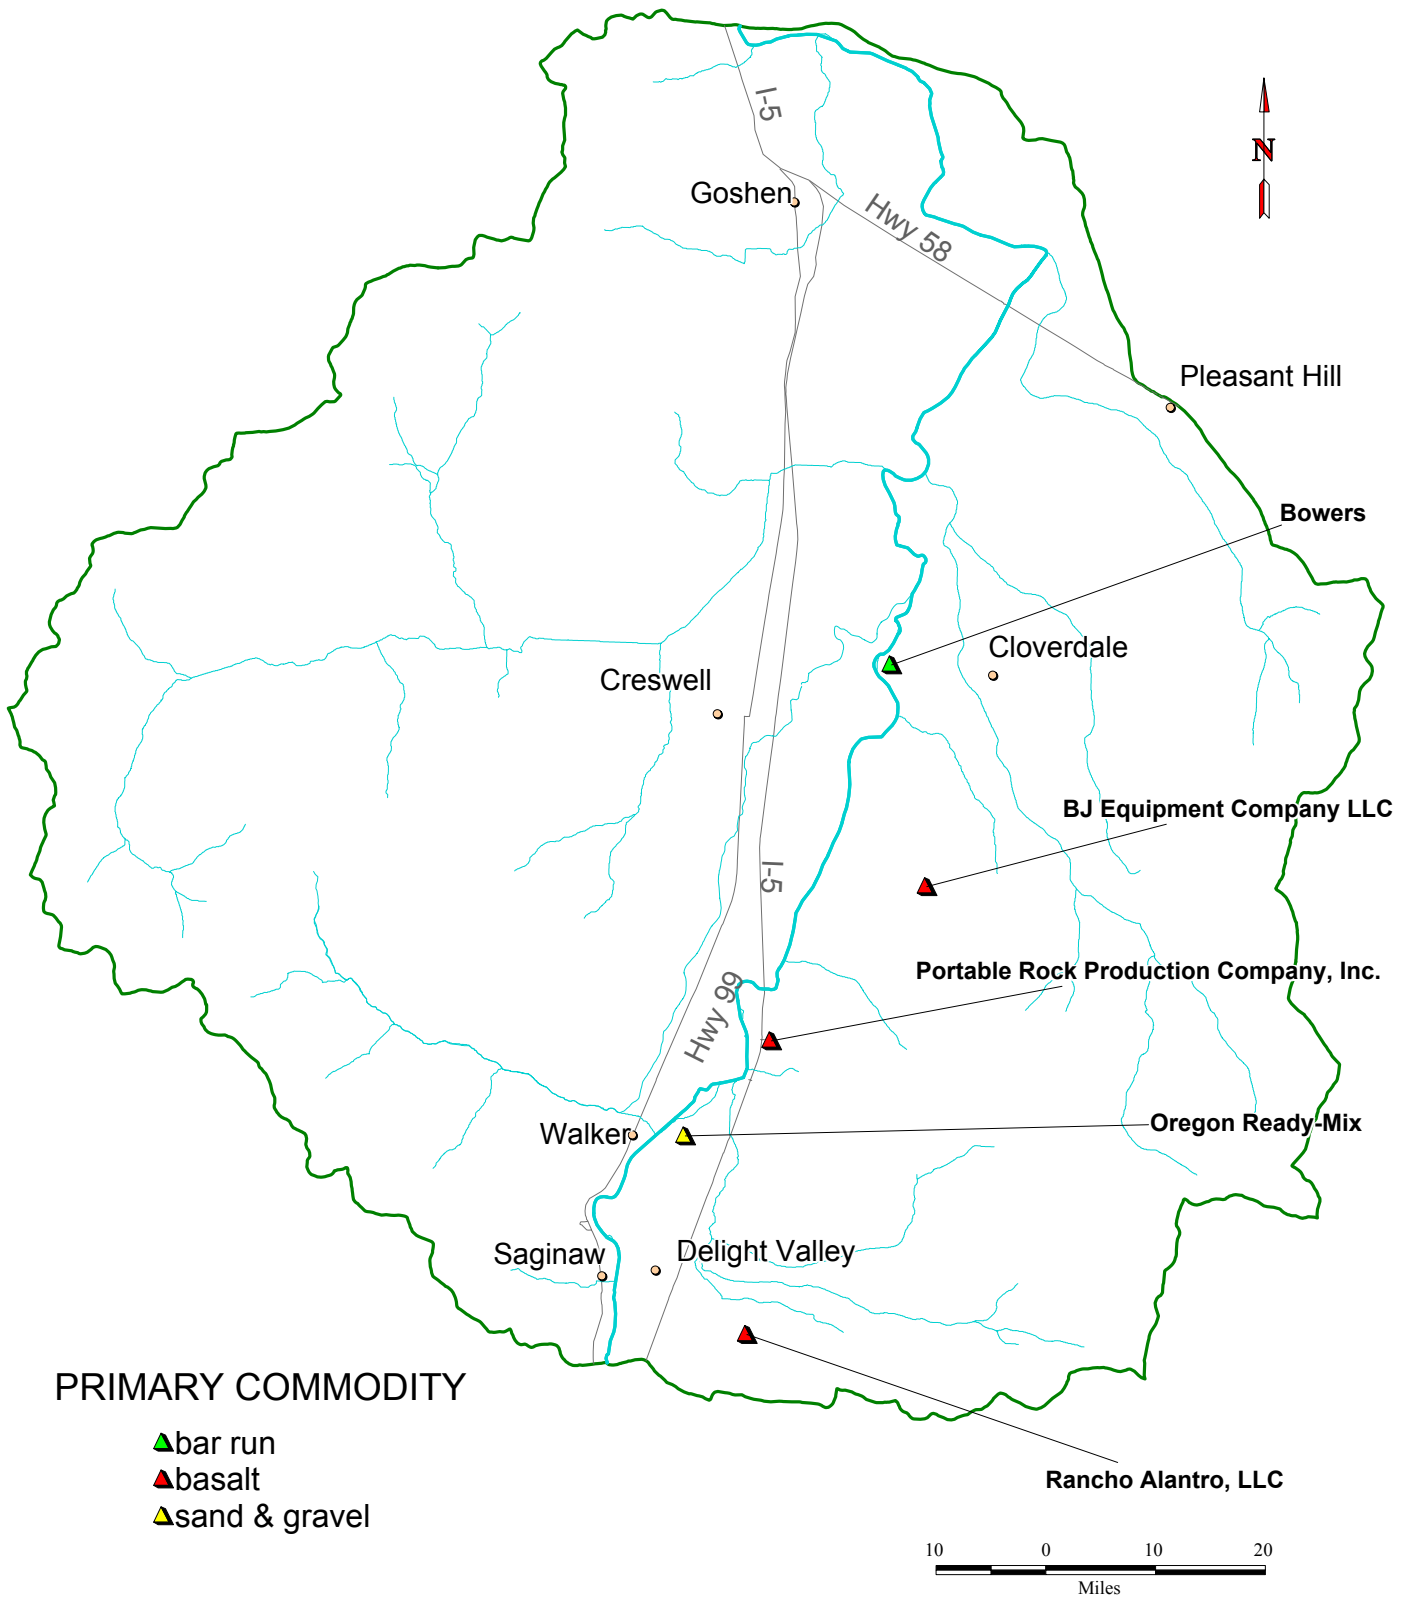 I-5
N
Goshen
Hwy 58
Pleasant Hill
Bowers
Cloverdale
Creswell
BJ Equipment Company LLC
I-5
Portable Rock Production Company, Inc.
Hwy 99
Oregon Ready-Mix
Walker
Saginaw
Delight Valley
PRIMARY COMMODITY
bar run
basalt
sand & gravel
Rancho Alantro, LLC
10 0 10 20
Miles